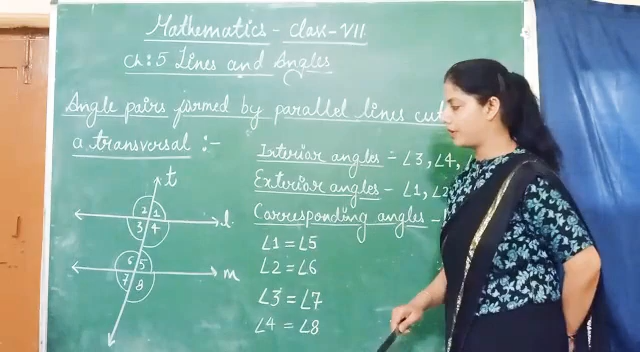 Mathematics - Class-VII
Ch: 5 Lines and Angles
Angle pairs formed by parallel lines cut
a transversal :-
Interior angles = ∠3, ∠4, ∠
Exterior angles - ∠1, ∠2
Corresponding angles -
∠1 = ∠5
∠2 = ∠6
∠3 = ∠7
∠4 = ∠8
t
2 1
3 4
l
6 5
7 8
m